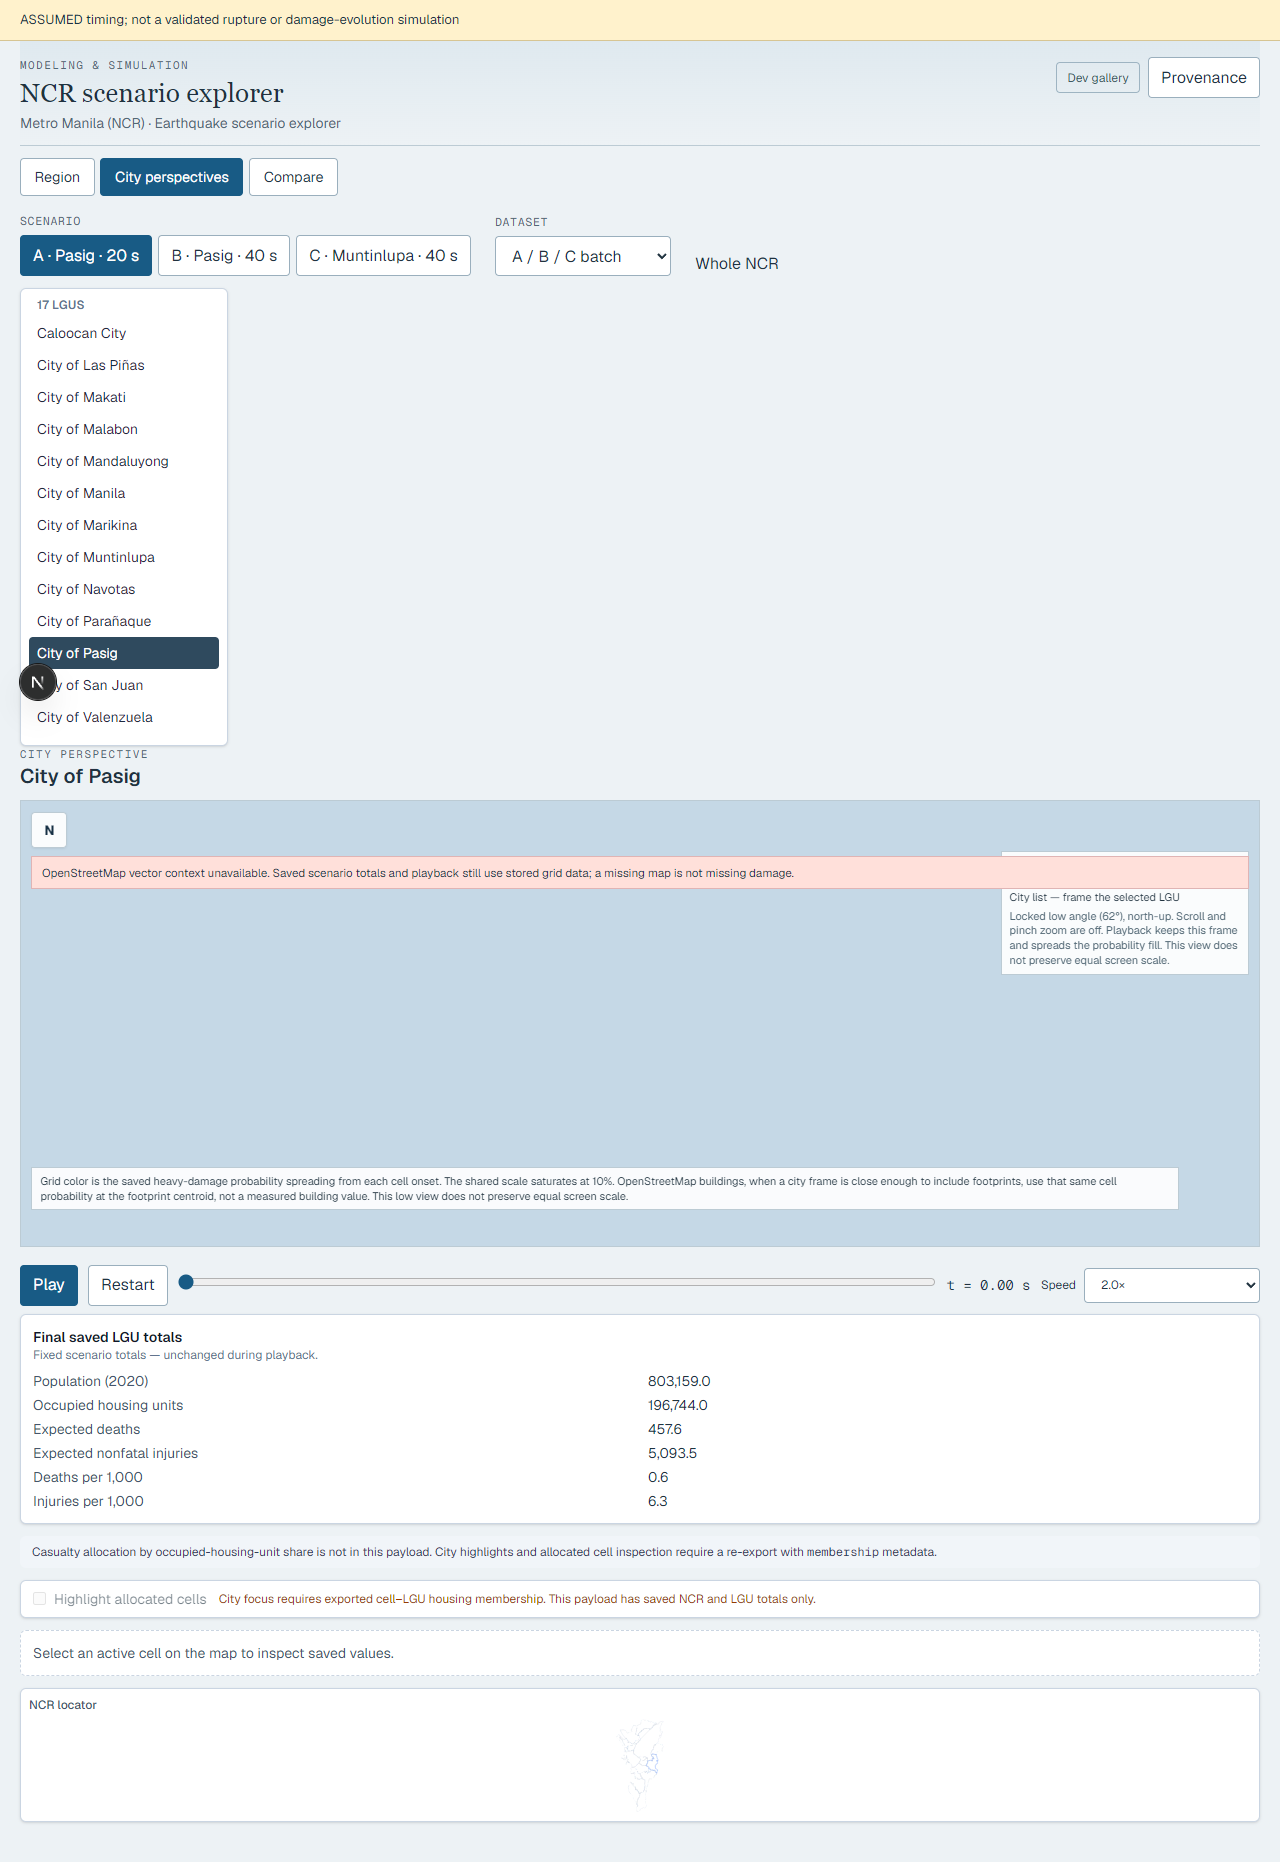 ASSUMED timing; not a validated rupture or damage-evolution simulation
MODELING & SIMULATION
NCR scenario explorer
Metro Manila (NCR) · Earthquake scenario explorer
Dev gallery
Provenance
Region
City perspectives
Compare
SCENARIO
A · Pasig · 20 s
B · Pasig · 40 s
C · Muntinlupa · 40 s
DATASET
A / B / C batch
Whole NCR
17 LGUS
Caloocan City
City of Las Piñas
City of Makati
City of Malabon
City of Mandaluyong
City of Manila
City of Marikina
City of Muntinlupa
City of Navotas
City of Parañaque
City of Pasig
N
y of San Juan
City of Valenzuela
CITY PERSPECTIVE
City of Pasig
N
OpenStreetMap vector context unavailable. Saved scenario totals and playback still use stored grid data; a missing map is not missing damage.
City list — frame the selected LGU
Locked low angle (62°), north-up. Scroll and
pinch zoom are off. Playback keeps this frame
and spreads the probability fill. This view does
not preserve equal screen scale.
Grid color is the saved heavy-damage probability spreading from each cell onset. The shared scale saturates at 10%. OpenStreetMap buildings, when a city frame is close enough to include footprints, use that same cell
probability at the footprint centroid, not a measured building value. This low view does not preserve equal screen scale.
Play
Restart
t = 0.00 s
Speed
2.0×
Final saved LGU totals
Fixed scenario totals — unchanged during playback.
Population (2020) 803,159.0
Occupied housing units 196,744.0
Expected deaths 457.6
Expected nonfatal injuries 5,093.5
Deaths per 1,000 0.6
Injuries per 1,000 6.3
Casualty allocation by occupied-housing-unit share is not in this payload. City highlights and allocated cell inspection require a re-export with membership metadata.
Highlight allocated cells
City focus requires exported cell–LGU housing membership. This payload has saved NCR and LGU totals only.
Select an active cell on the map to inspect saved values.
NCR locator